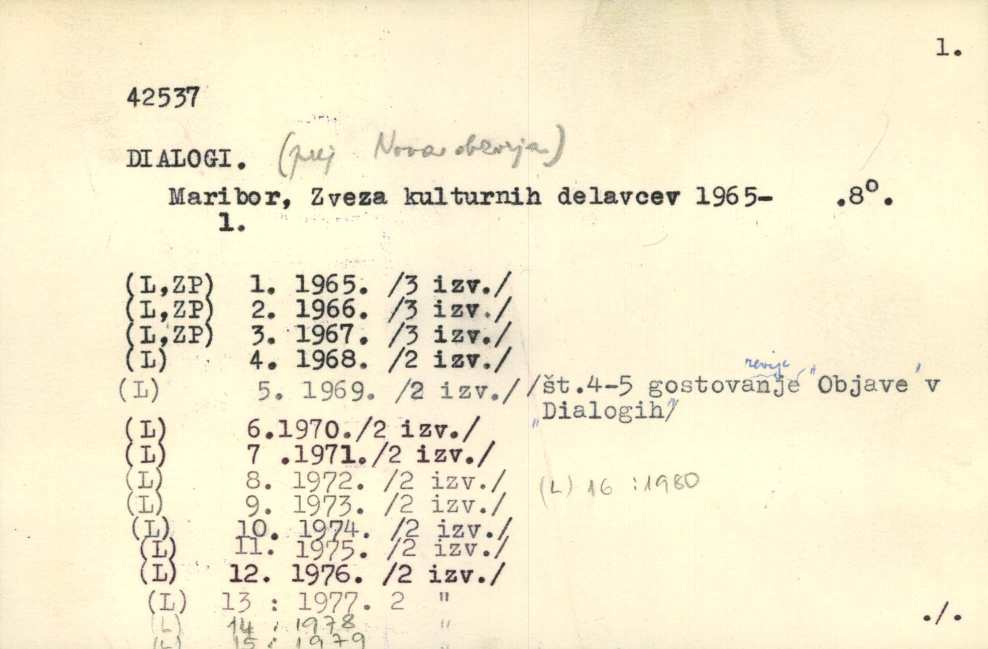 1.
42537
DIALOGI. (prej Nova obzorja)
Maribor, Zveza kulturnih delavcev 1965- .8°.
1.
(L,ZP) 1. 1965. /3 izv./
(L,ZP) 2. 1966. /3 izv./
(L,ZP) 3. 1967. /3 izv./
(L) 4. 1968. /2 izv./
revije
(L) 5. 1969. /2 izv./ /št.4-5 gostovanje "Objave" v
"Dialogih"/
(L) 6.1970./2 izv./
(L) 7 .1971./2 izv./
(L) 8. 1972. /2 izv./ (L) 16 : 1980
(L) 9. 1973. /2 izv./
(L) 10. 1974. /2 izv./
(L) 11. 1975. /2 izv./
(L) 12. 1976. /2 izv./
(L) 13 : 1977. 2 "
(L) 14 : 1978 " ./.
(L) 15 : 1979 "